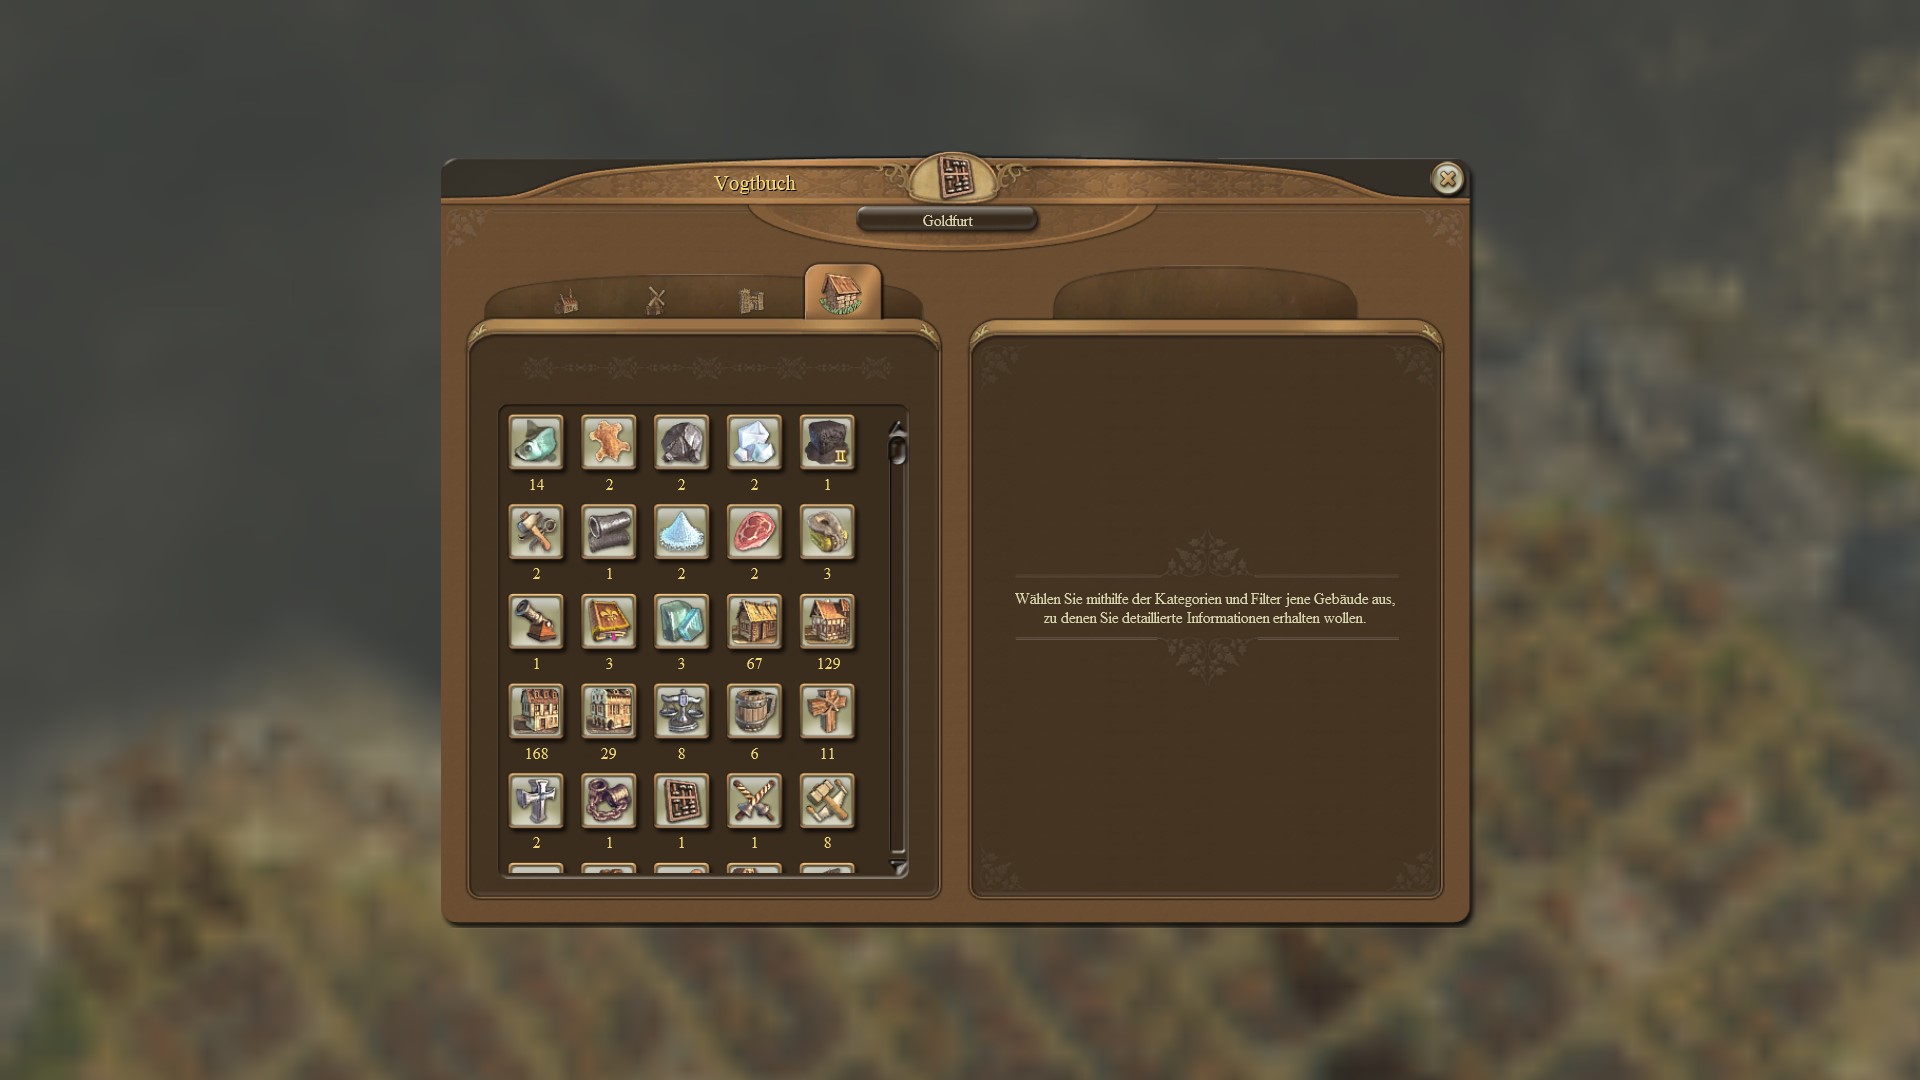 Vogtbuch
Goldfurt
14 2 2 2 1
II
2 1 2 2 3
1 3 3 67 129
168 29 8 6 11
2 1 1 1 8
Wählen Sie mithilfe der Kategorien und Filter jene Gebäude aus,
zu denen Sie detaillierte Informationen erhalten wollen.